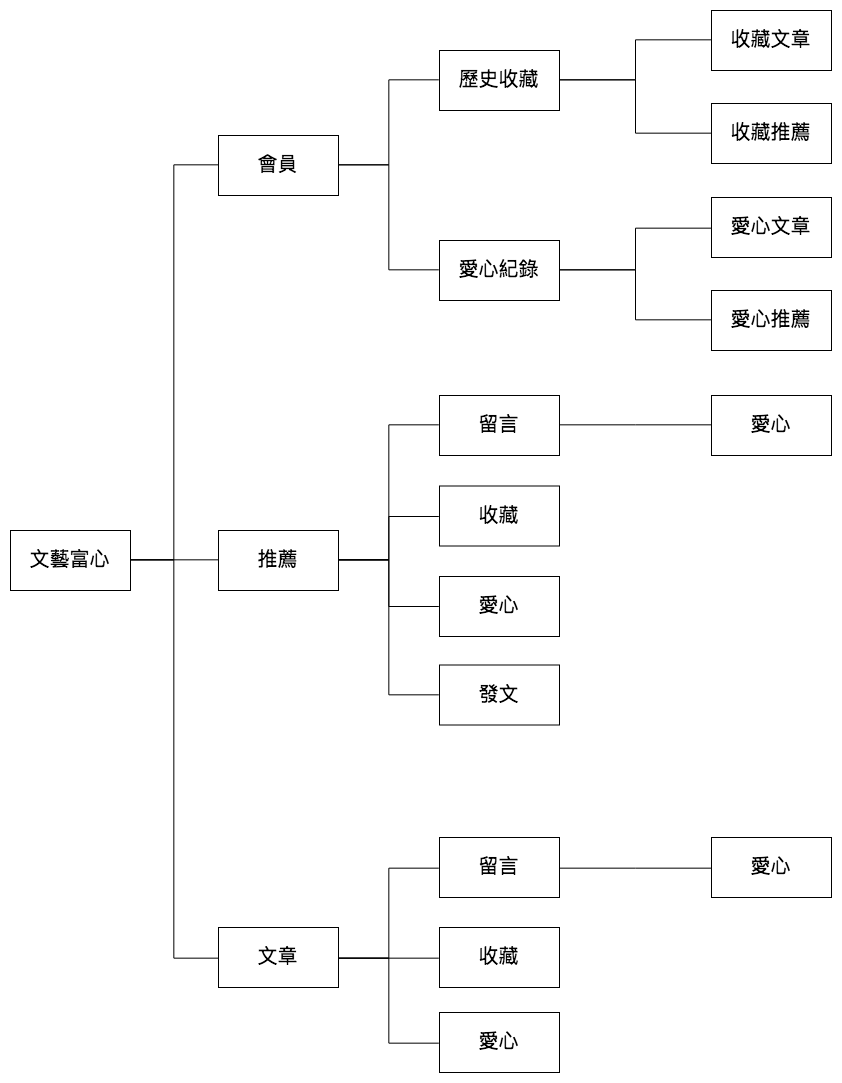 收藏文章
歷史收藏
收藏推薦
會員
愛心文章
愛心紀錄
愛心推薦
留言
愛心
收藏
文藝富心
推薦
愛心
發文
留言
愛心
文章
收藏
愛心